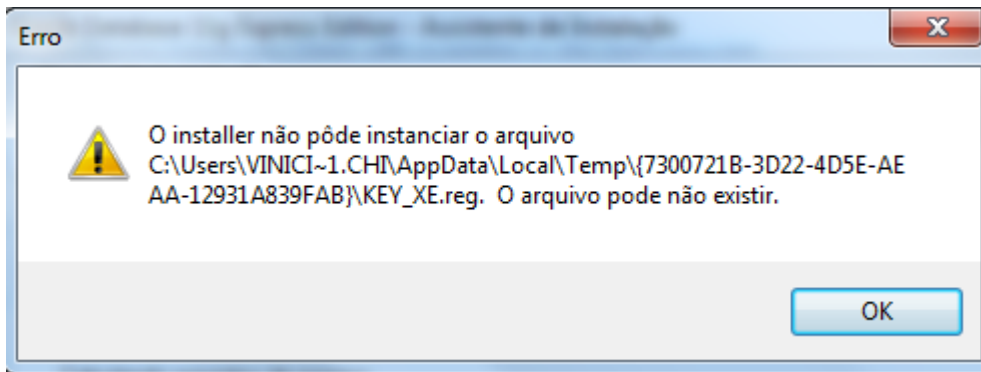 Erro
O installer não pôde instanciar o arquivo
C:\Users\VINICI~1.CHI\AppData\Local\Temp\{7300721B-3D22-4D5E-AE
AA-12931A839FAB}\KEY_XE.reg.  O arquivo pode não existir.
OK